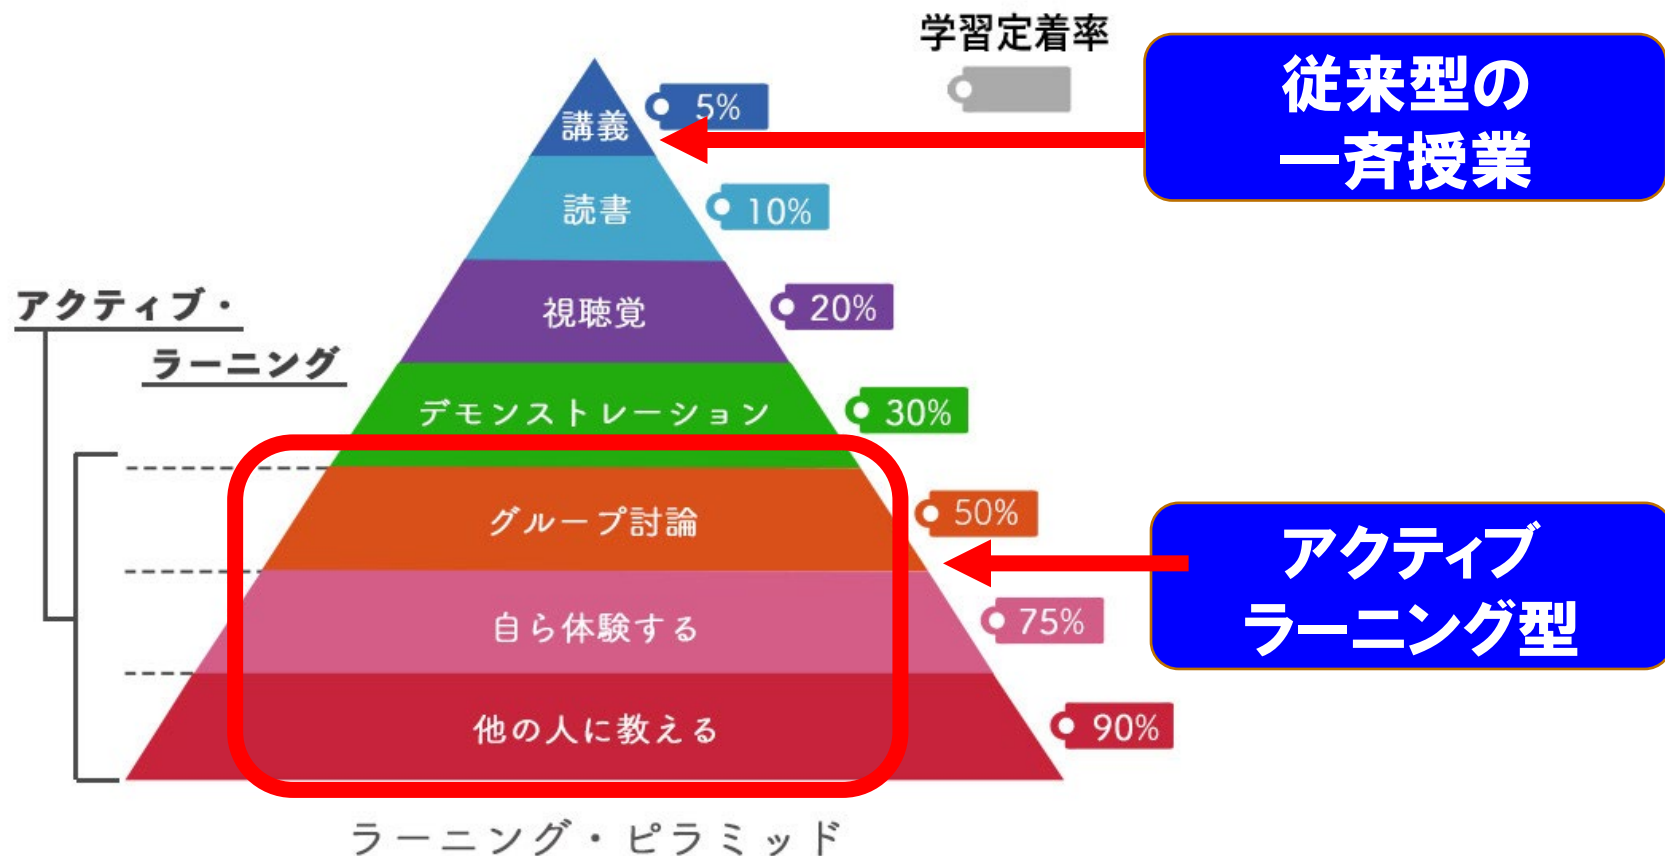 学習定着率
従来型の
一斉授業
講義
5%
読書
10%
視聴覚
20%
アクティブ・
ラーニング
デモンストレーション
30%
グループ討論
50%
アクティブ
ラーニング型
自ら体験する
75%
他の人に教える
90%
ラーニング・ピラミッド